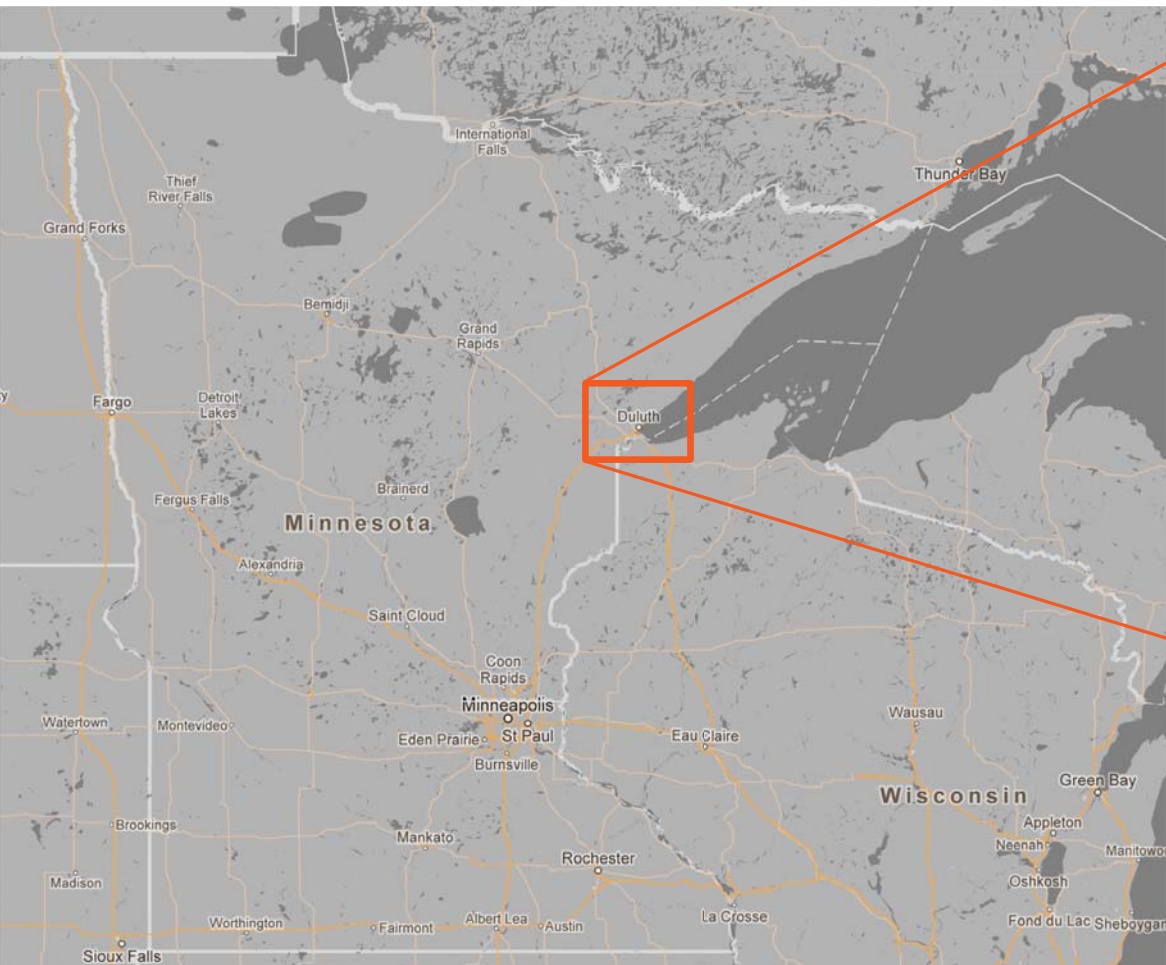 International
Falls
Thunder Bay
Thief
River Falls
Grand Forks
Bemidji
Grand
Rapids
Fargo
Detroit
Lakes
Duluth
Brainerd
Fergus Falls
Minnesota
Alexandria
Saint Cloud
Coon
Rapids
Minneapolis
Wausau
Watertown
Montevideo
Eden Prairie
St Paul
Eau Claire
Burnsville
Green Bay
Wisconsin
Brookings
Appleton
Mankato
Neenah
Manitowo
Rochester
Madison
Oshkosh
Worthington
Fairmont
Albert Lea
Austin
La Crosse
Fond du Lac
Sheboygan
Sioux Falls